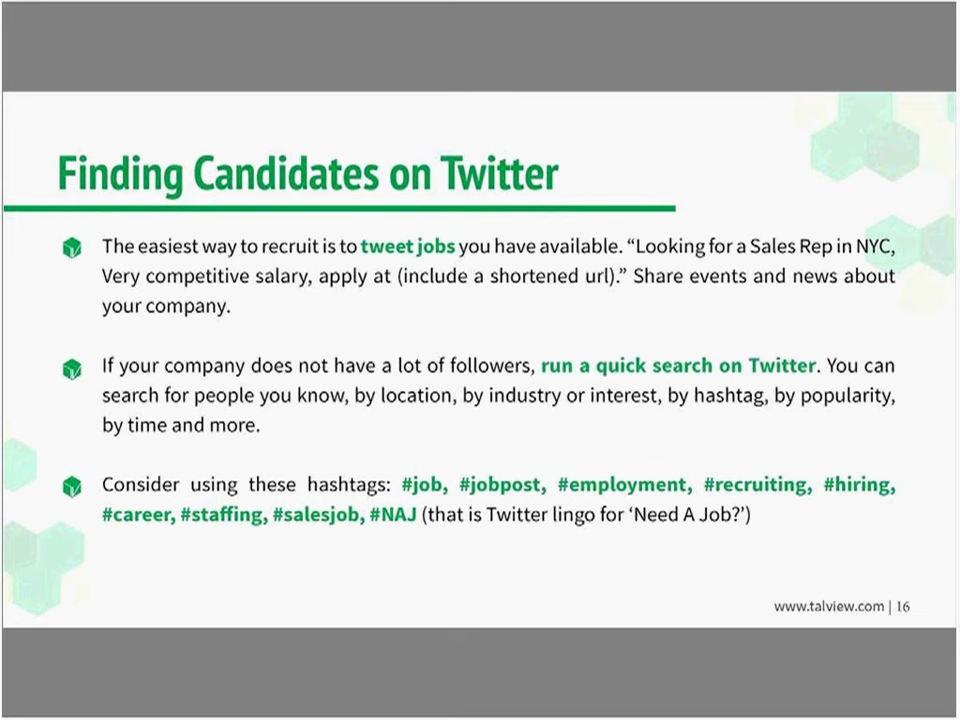 Finding Candidates on Twitter
The easiest way to recruit is to tweet jobs you have available. “Looking for a Sales Rep in NYC,
Very competitive salary, apply at (include a shortened url).” Share events and news about
your company.
If your company does not have a lot of followers, run a quick search on Twitter. You can
search for people you know, by location, by industry or interest, by hashtag, by popularity,
by time and more.
Consider using these hashtags: #job, #jobpost, #employment, #recruiting, #hiring,
#career, #staffing, #salesjob, #NAJ (that is Twitter lingo for ‘Need A Job?’)
www.talview.com | 16